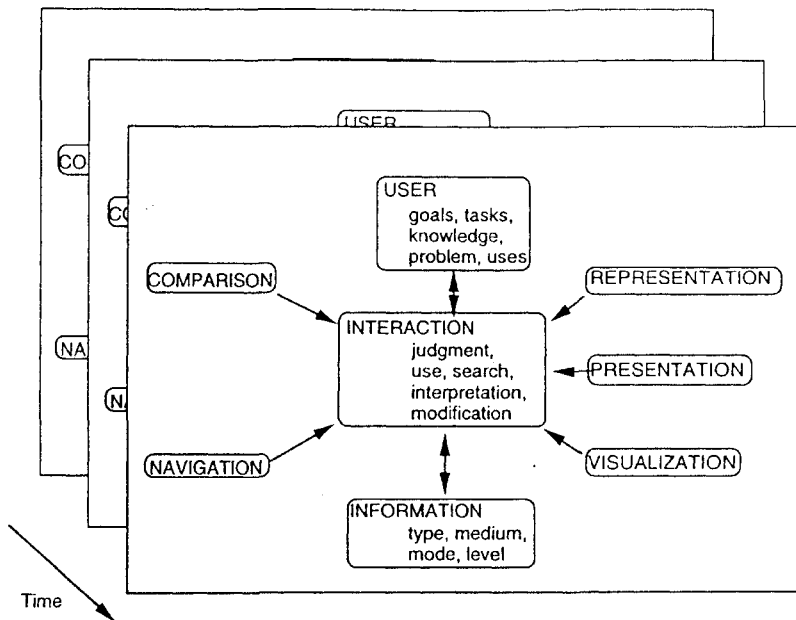 USER
CO
CO
USER
goals, tasks,
knowledge,
problem, uses
COMPARISON
REPRESENTATION
INTERACTION
judgment,
use, search,
interpretation,
modification
NA
PRESENTATION
NA
NAVIGATION
VISUALIZATION
INFORMATION
type, medium,
mode, level
Time